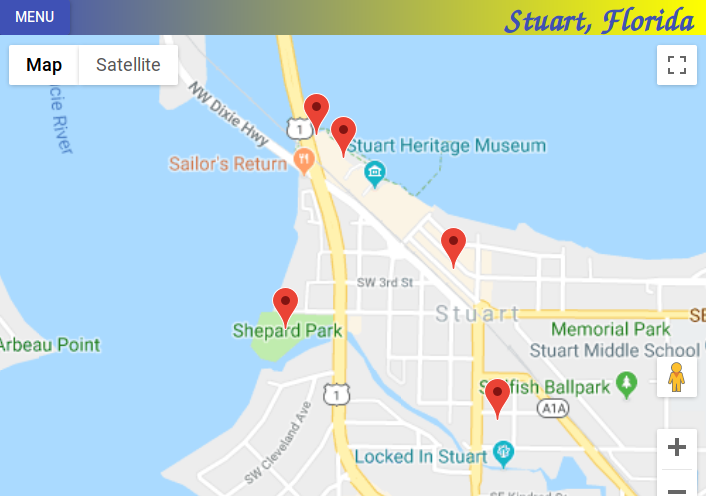 MENU
Stuart, Florida
Map
Satellite
cie River
NW Dixie Hwy
1
Stuart Heritage Museum
Sailor's Return
SW 3rd St
Stuart
SE
Shepard Park
Memorial Park
Arbeau Point
Stuart Middle School
Sailfish Ballpark
1
A1A
SW Cleveland Ave
Locked In Stuart
SE Kindred St